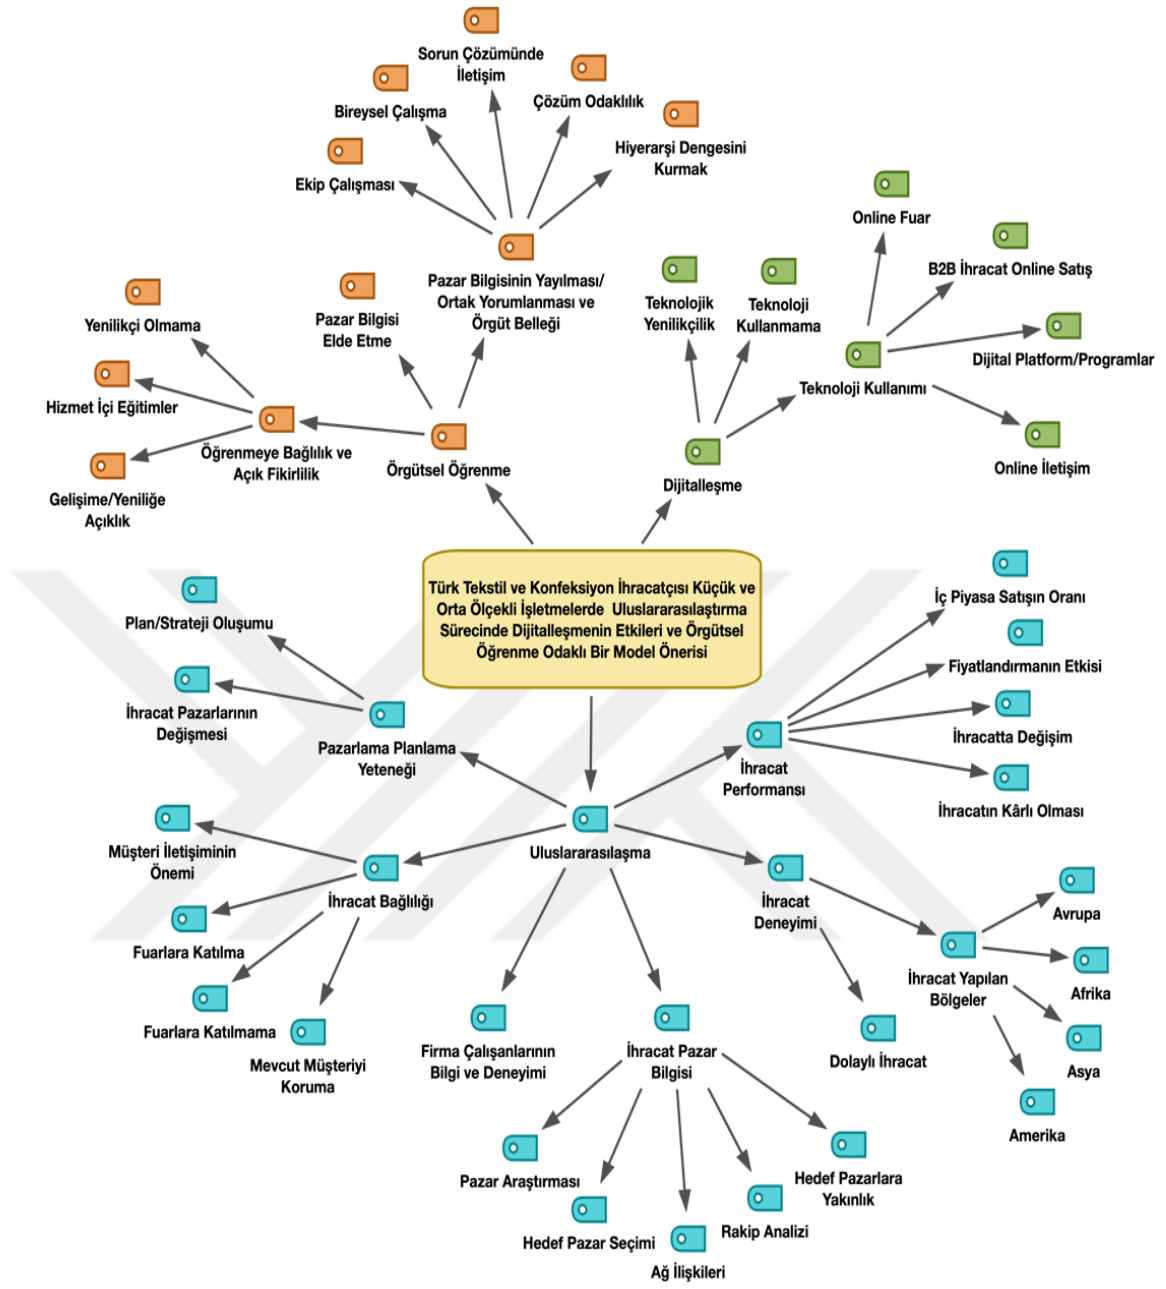 Sorun Çözümünde
İletişim
Çözüm Odaklılık
Bireysel Çalışma
Hiyerarşi Dengesini
Kurmak
Ekip Çalışması
Pazar Bilgisinin Yayılması/
Ortak Yorumlanması ve
Örgüt Belleği
Pazar Bilgisi
Elde Etme
Yenilikçi Olmama
Hizmet İçi Eğitimler
Öğrenmeye Bağlılık ve
Açık Fikirlilik
Gelişime/Yeniliğe
Açıklık
Örgütsel Öğrenme
Online Fuar
B2B İhracat Online Satış
Teknolojik
Yenilikçilik
Teknoloji
Kullanmama
Dijital Platform/Programlar
Teknoloji Kullanımı
Online İletişim
Dijitalleşme
Türk Tekstil ve Konfeksiyon İhracatçısı Küçük ve
Orta Ölçekli İşletmelerde Uluslararasılaştırma
Sürecinde Dijitalleşmenin Etkileri ve Örgütsel
Öğrenme Odaklı Bir Model Önerisi
Plan/Strateji Oluşumu
İhracat Pazarlarının
Değişmesi
Pazarlama Planlama
Yeteneği
İç Piyasa Satışın Oranı
Fiyatlandırmanın Etkisi
İhracatta Değişim
İhracatın Kârlı Olması
İhracat
Performansı
Uluslararasılaşma
Müşteri İletişiminin
Önemi
İhracat Bağlılığı
Fuarlara Katılma
Fuarlara Katılmama
Mevcut Müşteriyi
Koruma
İhracat
Deneyimi
Avrupa
İhracat Yapılan
Bölgeler
Afrika
Asya
Amerika
Dolaylı İhracat
Firma Çalışanlarının
Bilgi ve Deneyimi
İhracat Pazar
Bilgisi
Pazar Araştırması
Hedef Pazar Seçimi
Ağ İlişkileri
Rakip Analizi
Hedef Pazarlara
Yakınlık